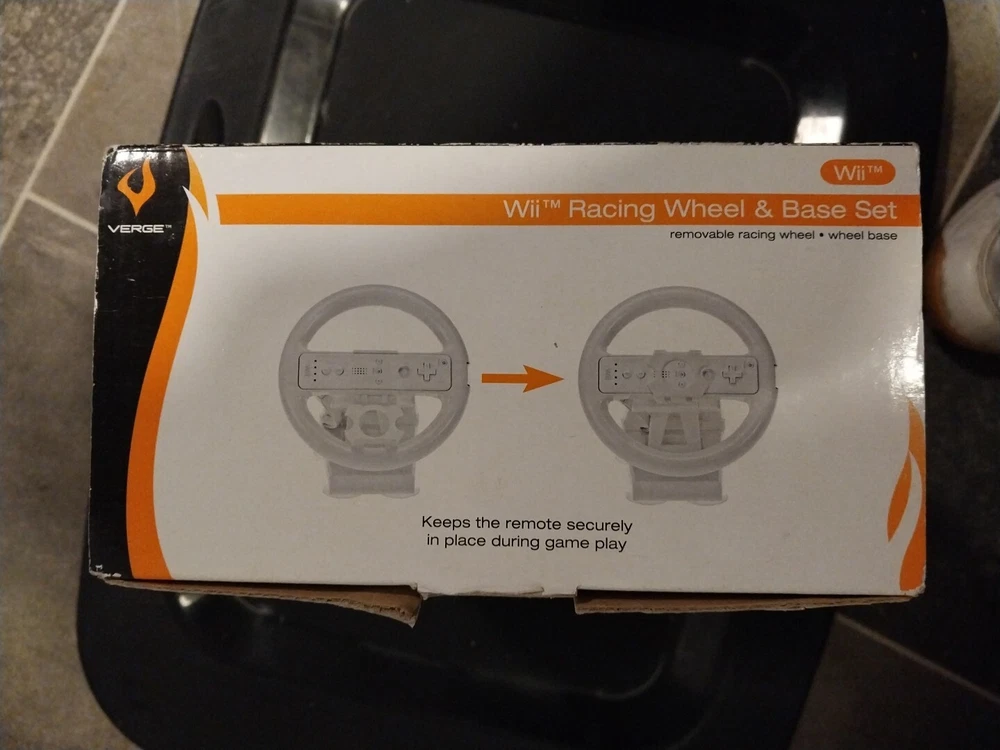 Wii™
VERGE™
Wii™ Racing Wheel & Base Set
removable racing wheel • wheel base
Keeps the remote securely
in place during game play